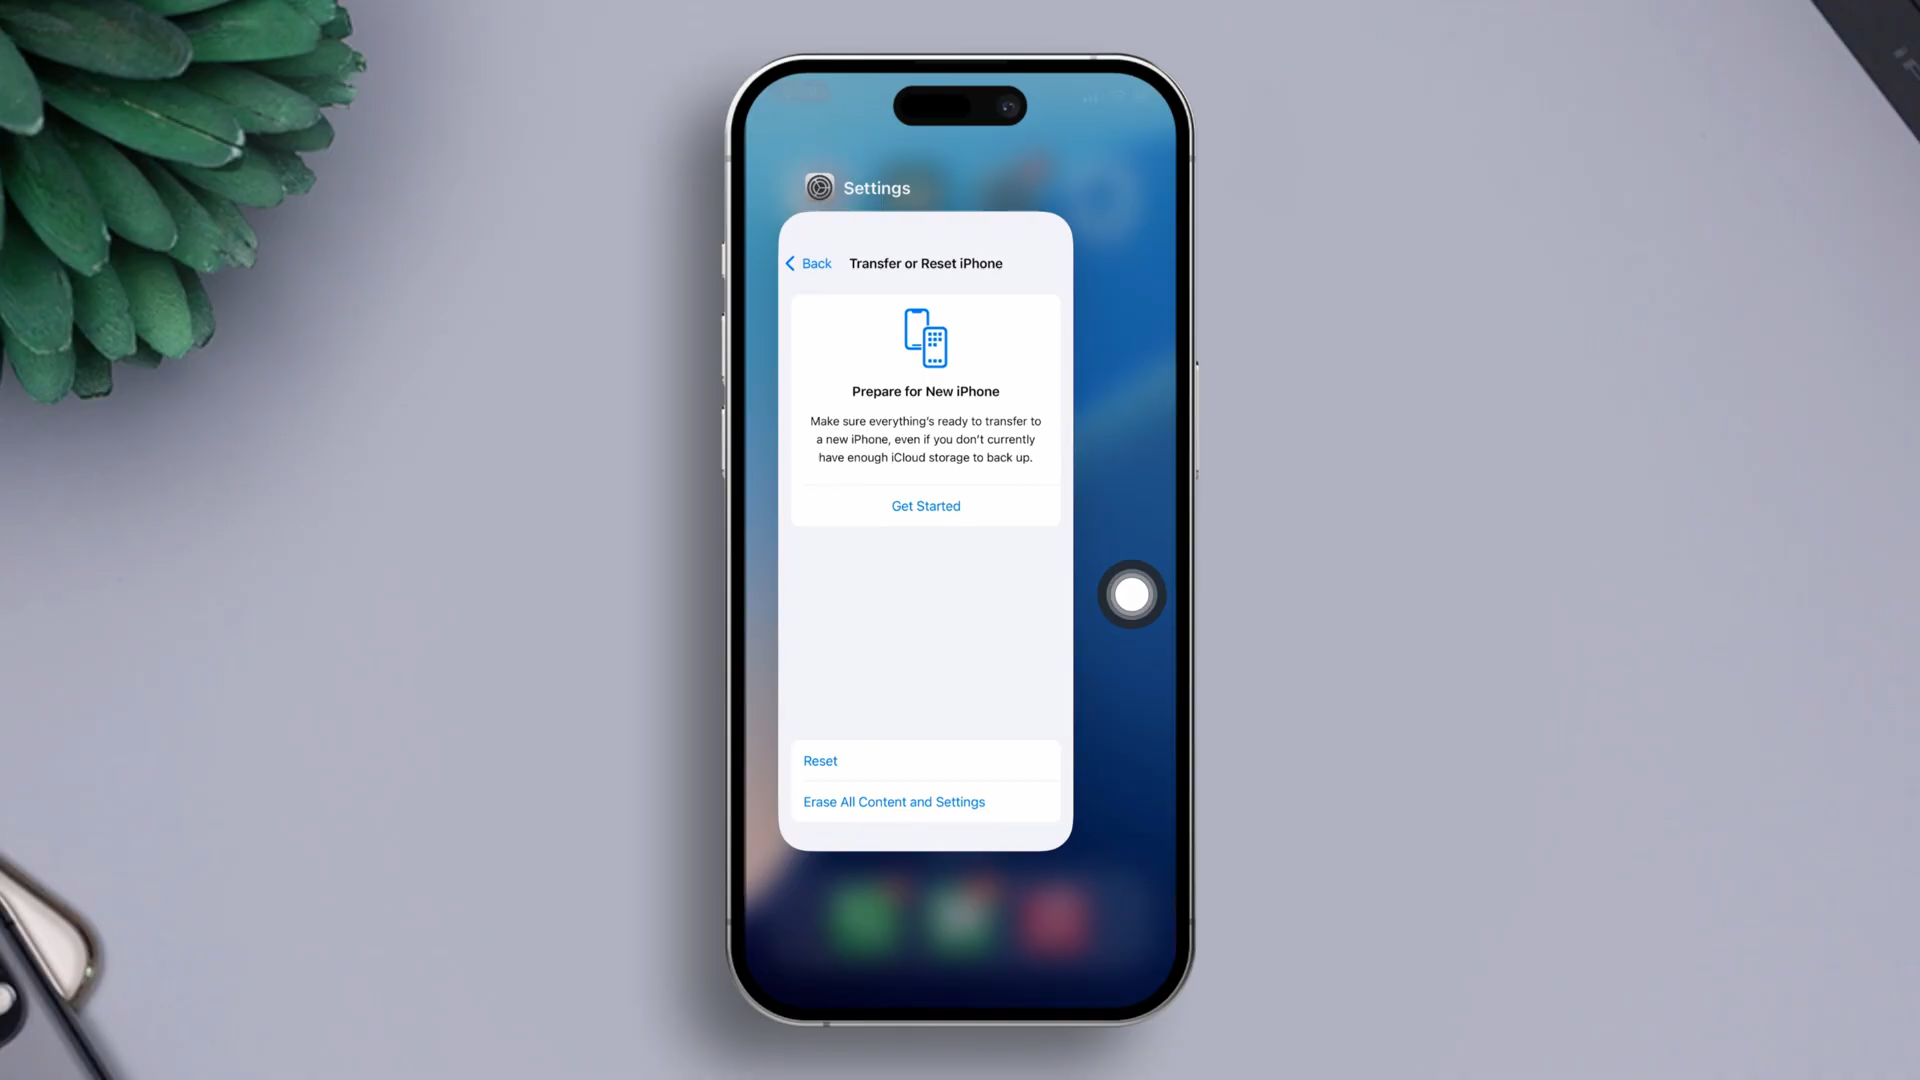 Settings
Back
Transfer or Reset iPhone
Prepare for New iPhone
Make sure everything's ready to transfer to
a new iPhone, even if you don't currently
have enough iCloud storage to back up.
Get Started
Reset
Erase All Content and Settings